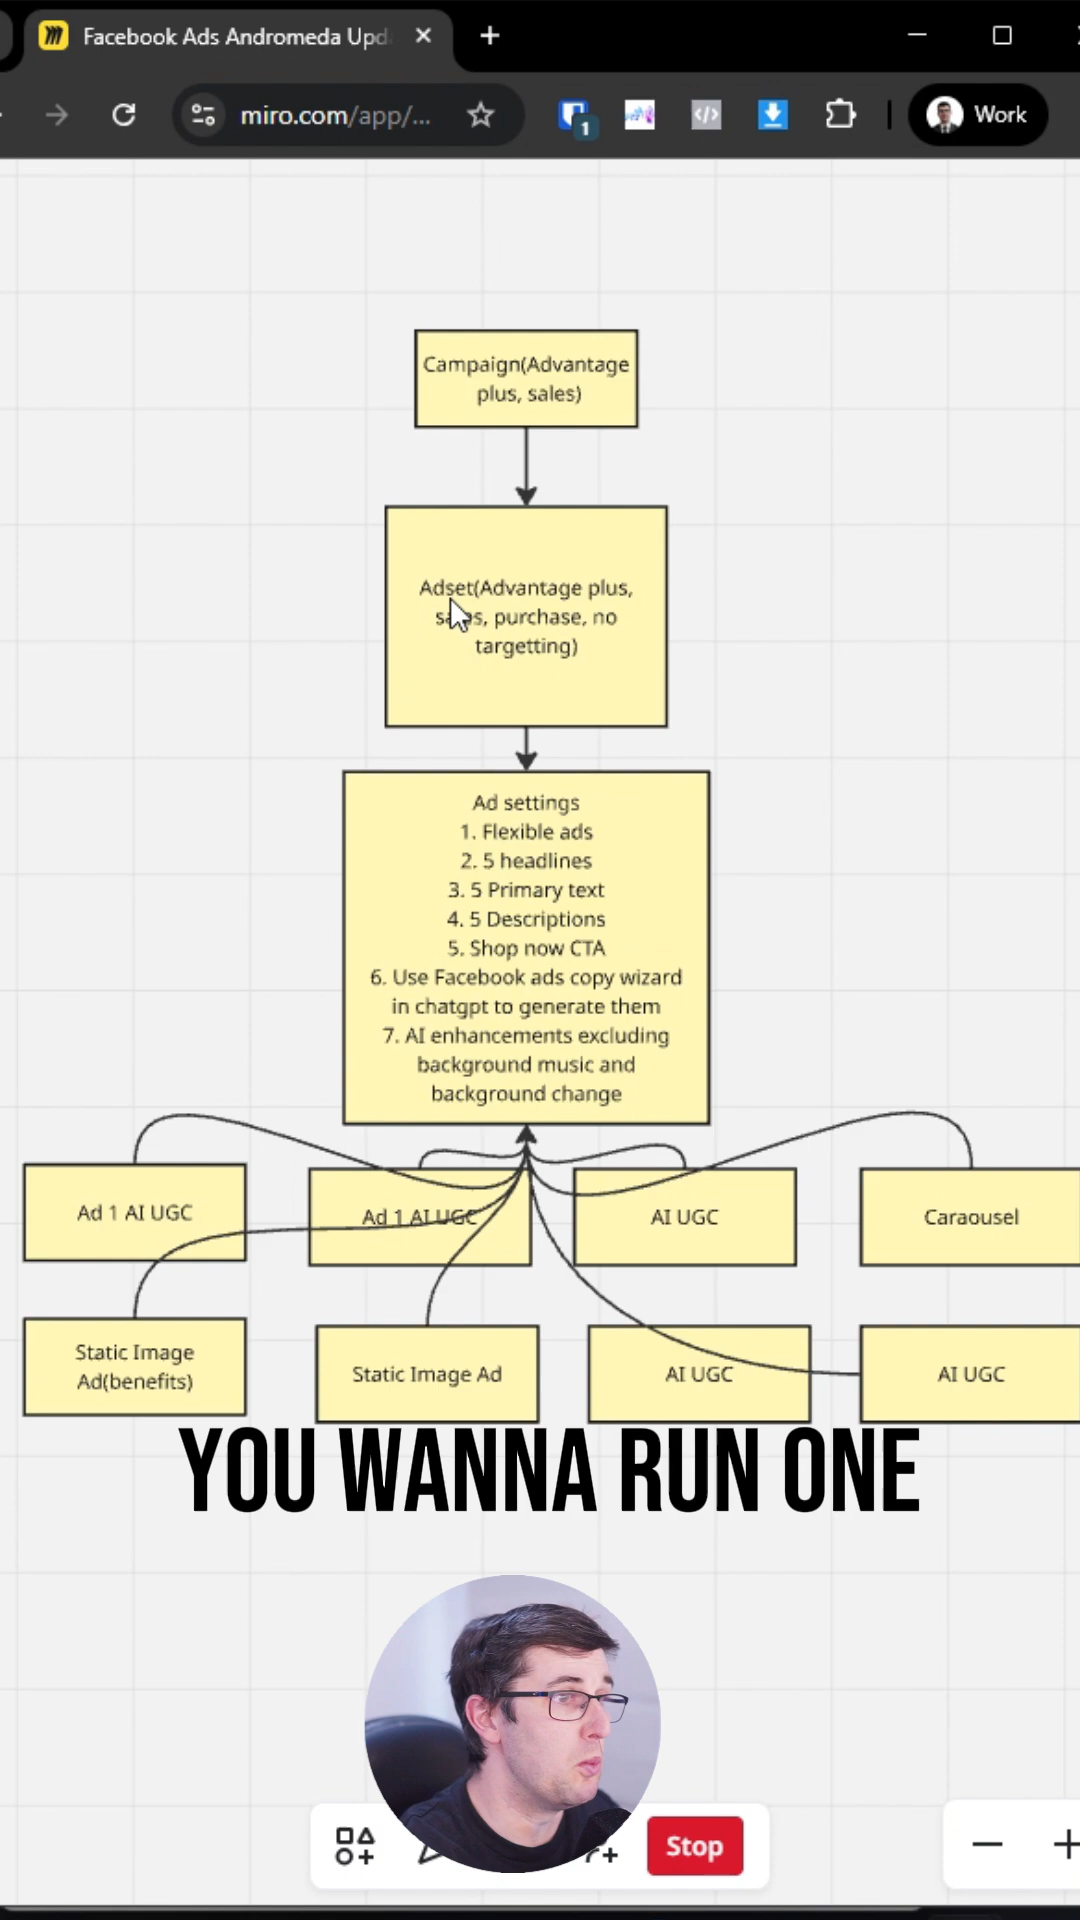 Facebook Ads Andromeda Upd
miro.com/app/...
1
Work
Campaign(Advantage
plus, sales)
Adset(Advantage plus,
sales, purchase, no
targetting)
Ad settings
1. Flexible ads
2. 5 headlines
3. 5 Primary text
4. 5 Descriptions
5. Shop now CTA
6. Use Facebook ads copy wizard
in chatgpt to generate them
7. AI enhancements excluding
background music and
background change
Ad 1 AI UGC
Ad 1 AI UGC
AI UGC
Caraousel
Static Image
Ad(benefits)
Static Image Ad
AI UGC
AI UGC
YOU WANNA RUN ONE
Stop